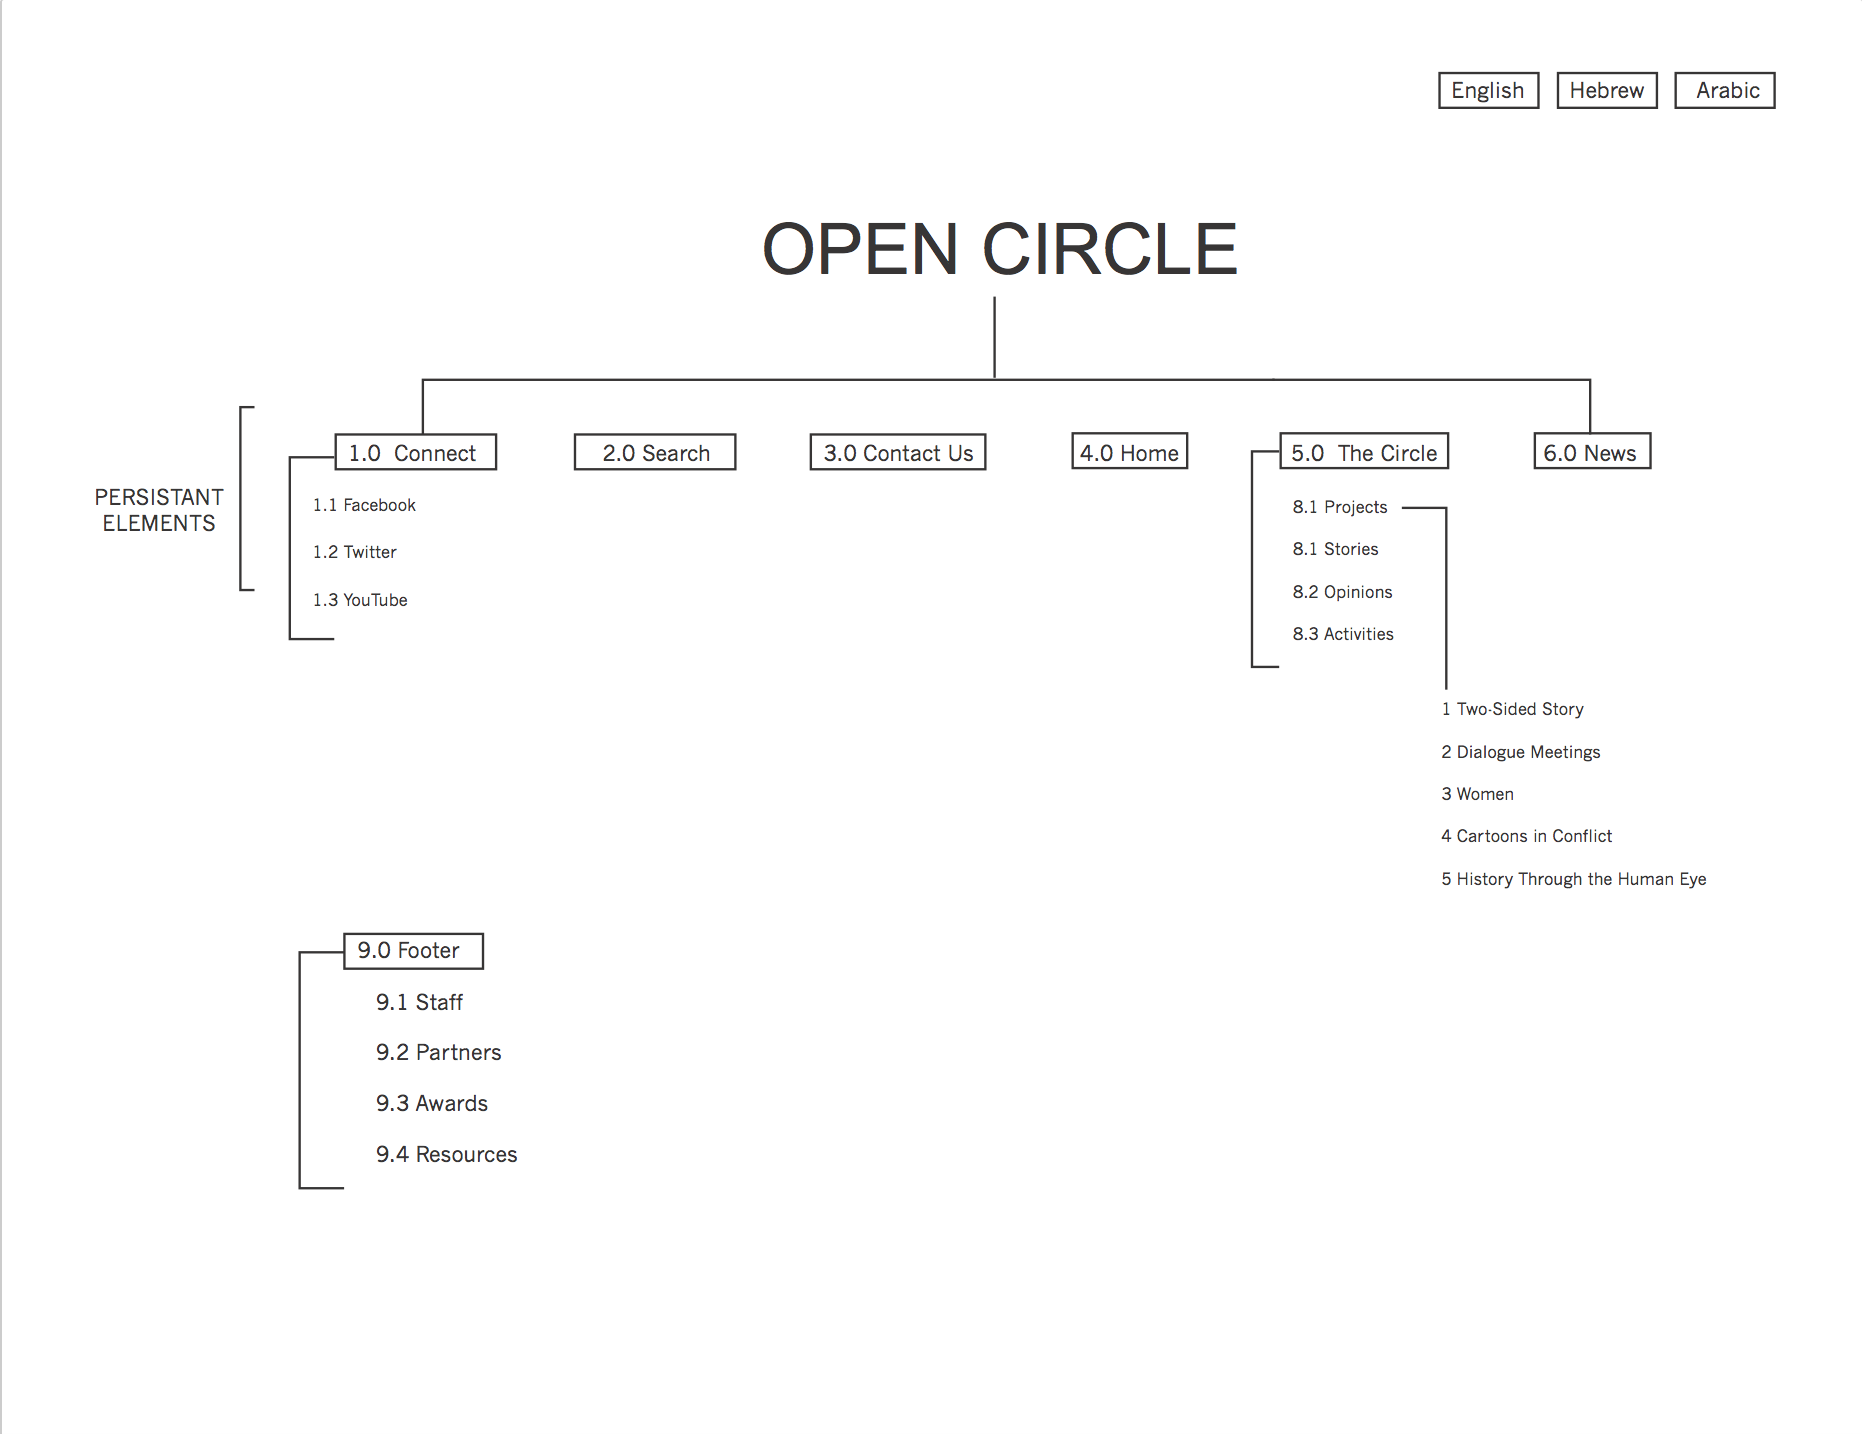 English
Hebrew
Arabic
OPEN CIRCLE
PERSISTANT
ELEMENTS
1.0 Connect
1.1 Facebook
1.2 Twitter
1.3 YouTube
2.0 Search
3.0 Contact Us
4.0 Home
5.0 The Circle
8.1 Projects
8.1 Stories
8.2 Opinions
8.3 Activities
1 Two-Sided Story
2 Dialogue Meetings
3 Women
4 Cartoons in Conflict
5 History Through the Human Eye
6.0 News
9.0 Footer
9.1 Staff
9.2 Partners
9.3 Awards
9.4 Resources